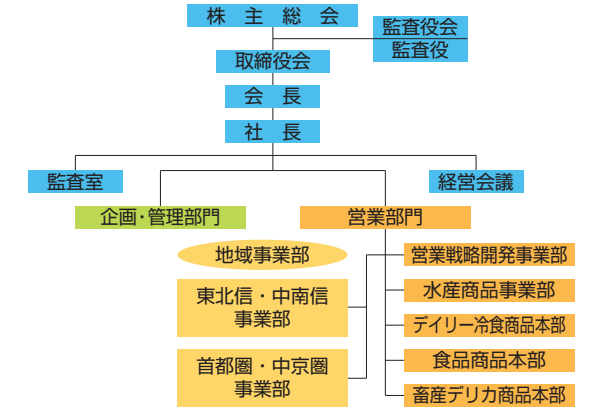 株主総会
監査役会
監査役
取締役会
会長
社長
監査室
経営会議
企画・管理部門
営業部門
地域事業部
東北信・中南信
事業部
首都圏・中京圏
事業部
営業戦略開発事業部
水産商品事業部
デイリー冷食商品本部
食品商品本部
畜産デリカ商品本部